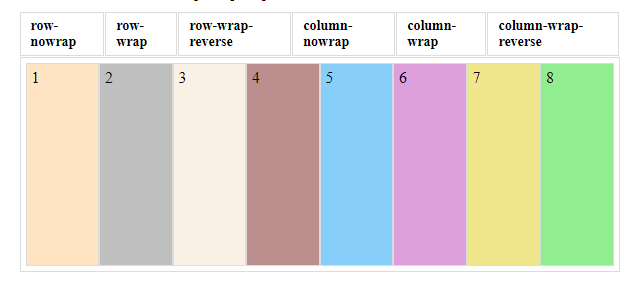 row-
nowrap
row-
wrap
row-wrap-
reverse
column-
nowrap
column-
wrap
column-wrap-
reverse
1 2 3 4 5 6 7 8